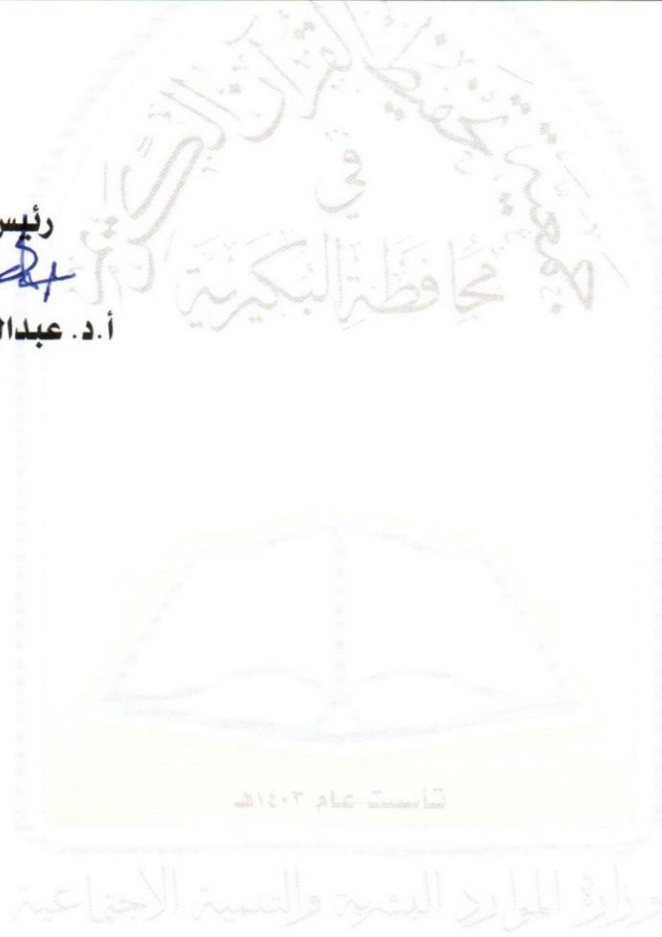 جمعية تحفيظ القرآن الكريم
في
محافظة البكيرية
رئيس
أ.د. عبدال
تأسست عام ١٤٠٣هـ
وزارة الموارد البشرية والتنمية الاجتماعية